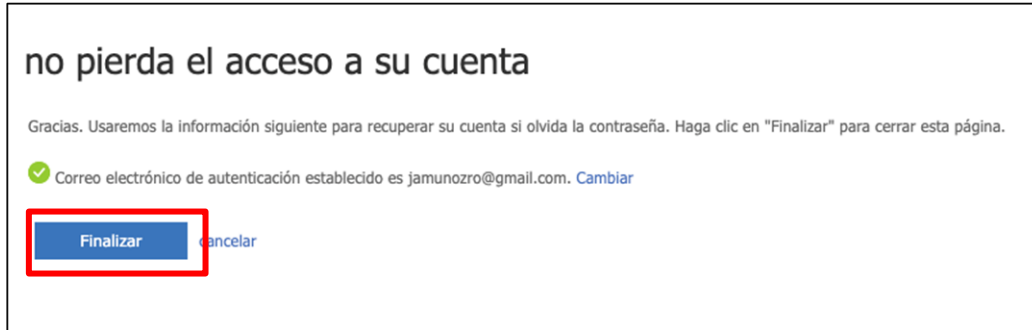 no pierda el acceso a su cuenta
Gracias. Usaremos la información siguiente para recuperar su cuenta si olvida la contraseña. Haga clic en "Finalizar" para cerrar esta página.
Correo electrónico de autenticación establecido es jamunozro@gmail.com. Cambiar
Finalizar cancelar